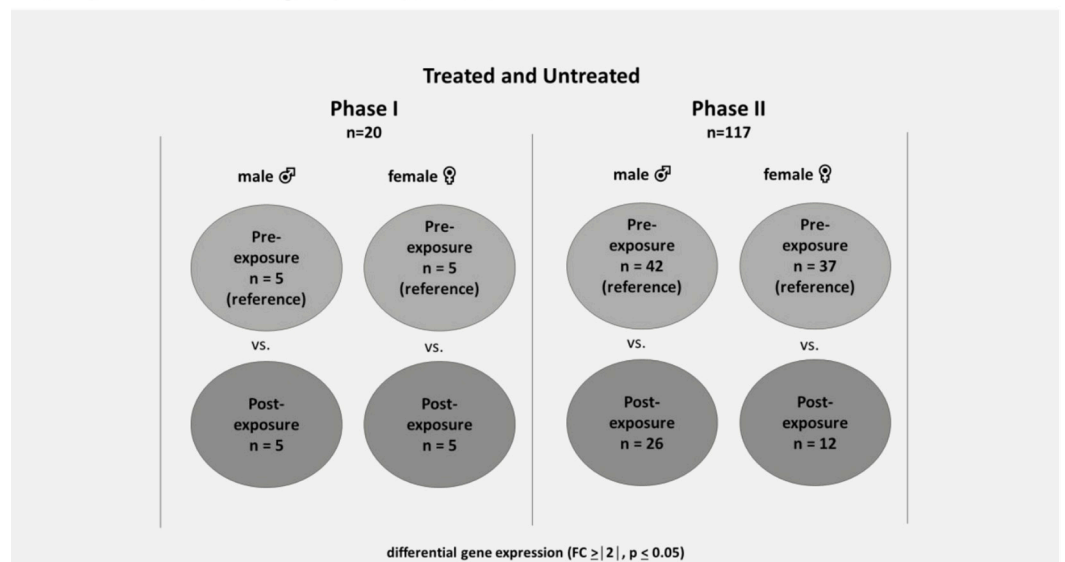 Treated and Untreated
Phase I
n=20
male ♂
female ♀
Pre-
exposure
n = 5
(reference)
vs.
Post-
exposure
n = 5
Pre-
exposure
n = 5
(reference)
vs.
Post-
exposure
n = 5
Phase II
n=117
male ♂
female ♀
Pre-
exposure
n = 42
(reference)
vs.
Post-
exposure
n = 26
Pre-
exposure
n = 37
(reference)
vs.
Post-
exposure
n = 12
differential gene expression (FC ≥|2|, p ≤ 0.05)